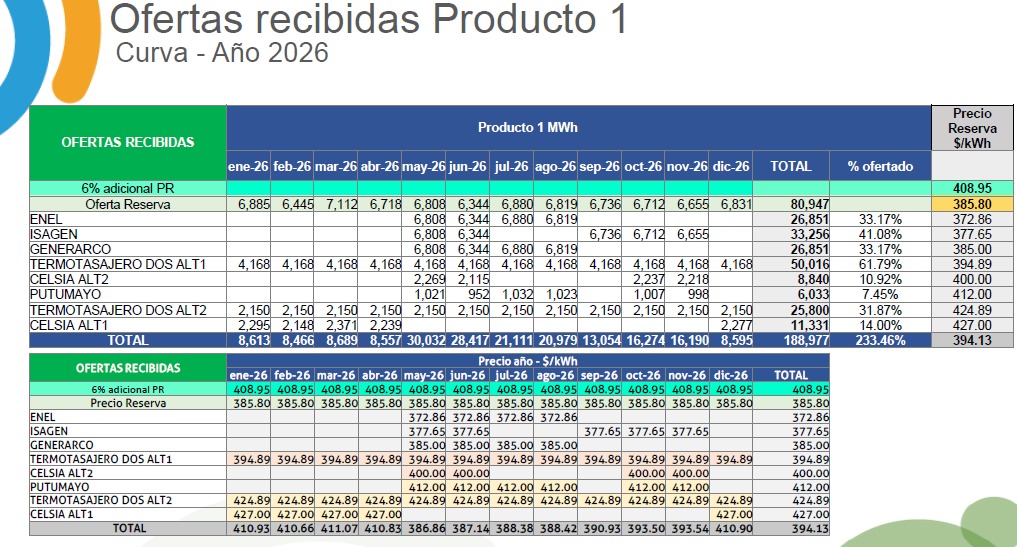 Ofertas recibidas Producto 1
Curva - Año 2026
OFERTAS RECIBIDAS Producto 1 MWh Precio Reserva $/kWh
ene-26 feb-26 mar-26 abr-26 may-26 jun-26 jul-26 ago-26 sep-26 oct-26 nov-26 dic-26 TOTAL % ofertado
6% adicional PR 408.95
Oferta Reserva 6,885 6,445 7,112 6,718 6,808 6,344 6,880 6,819 6,736 6,712 6,655 6,831 80,947 385.80
ENEL 6,808 6,344 6,880 6,819 26,851 33.17% 372.86
ISAGEN 6,808 6,344 6,736 6,712 6,655 33,256 41.08% 377.65
GENERARCO 6,808 6,344 6,880 6,819 26,851 33.17% 385.00
TERMOTASAJERO DOS ALT1 4,168 4,168 4,168 4,168 4,168 4,168 4,168 4,168 4,168 4,168 4,168 4,168 50,016 61.79% 394.89
CELSIA ALT2 2,269 2,115 2,237 2,218 8,840 10.92% 400.00
PUTUMAYO 1,021 952 1,032 1,023 1,007 998 6,033 7.45% 412.00
TERMOTASAJERO DOS ALT2 2,150 2,150 2,150 2,150 2,150 2,150 2,150 2,150 2,150 2,150 2,150 2,150 25,800 31.87% 424.89
CELSIA ALT1 2,295 2,148 2,371 2,239 2,277 11,331 14.00% 427.00
TOTAL 8,613 8,466 8,689 8,557 30,032 28,417 21,111 20,979 13,054 16,274 16,190 8,595 188,977 233.46% 394.13
OFERTAS RECIBIDAS Precio año - $/kWh
ene-26 feb-26 mar-26 abr-26 may-26 jun-26 jul-26 ago-26 sep-26 oct-26 nov-26 dic-26 TOTAL
6% adicional PR 408.95 408.95 408.95 408.95 408.95 408.95 408.95 408.95 408.95 408.95 408.95 408.95 408.95
Precio Reserva 385.80 385.80 385.80 385.80 385.80 385.80 385.80 385.80 385.80 385.80 385.80 385.80 385.80
ENEL 372.86 372.86 372.86 372.86 372.86
ISAGEN 377.65 377.65 377.65 377.65 377.65 377.65
GENERARCO 385.00 385.00 385.00 385.00 385.00
TERMOTASAJERO DOS ALT1 394.89 394.89 394.89 394.89 394.89 394.89 394.89 394.89 394.89 394.89 394.89 394.89 394.89
CELSIA ALT2 400.00 400.00 400.00 400.00 400.00
PUTUMAYO 412.00 412.00 412.00 412.00 412.00 412.00 412.00
TERMOTASAJERO DOS ALT2 424.89 424.89 424.89 424.89 424.89 424.89 424.89 424.89 424.89 424.89 424.89 424.89 424.89
CELSIA ALT1 427.00 427.00 427.00 427.00 427.00 427.00
TOTAL 410.93 410.66 411.07 410.83 386.86 387.14 388.38 388.42 390.93 393.50 393.54 410.90 394.13